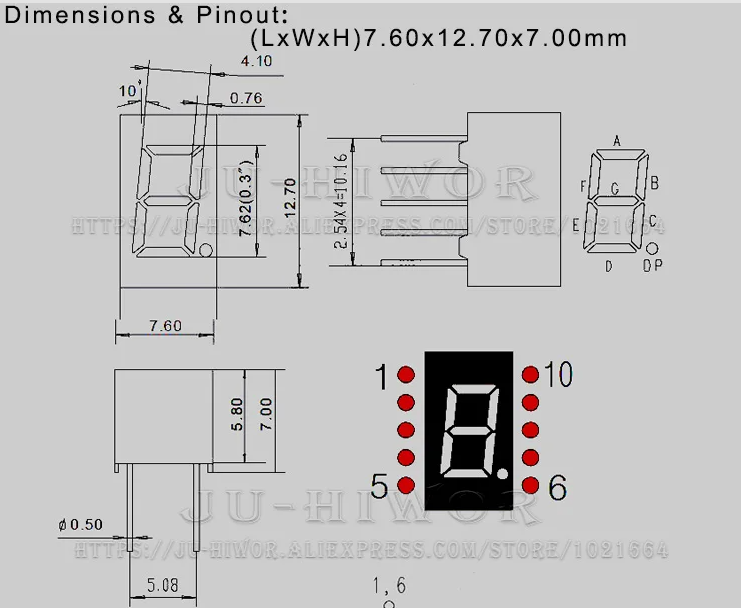 Dimensions & Pinout:
(LxWxH)7.60x12.70x7.00mm
4.10
10°
0.76
A
F
G
B
E
C
D
DP
7.62(0.3")
12.70
2.54X4=10.16
JU-HIWOR
HTTPS://JU-HIWOR.ALIEXPRESS.COM/STORE/1021664
7.60
5.80
7.00
1
10
5
6
JU-HIWOR
HTTPS://JU-HIWOR.ALIEXPRESS.COM/STORE/1021664
ø0.50
5.08
1,6